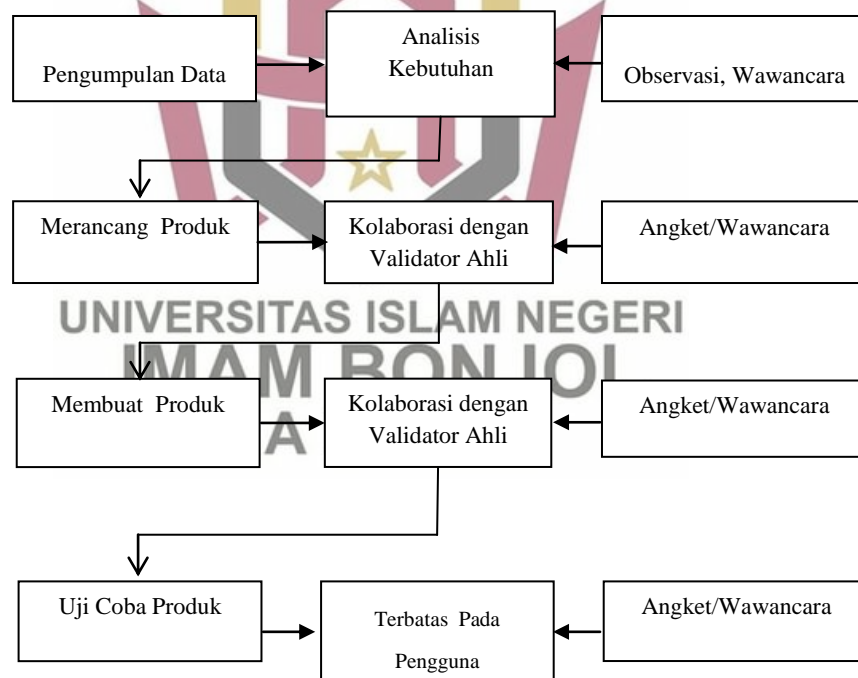 Analisis
Kebutuhan
Pengumpulan Data
Observasi, Wawancara
Merancang Produk
Kolaborasi dengan
Validator Ahli
Angket/Wawancara
UNIVERSITAS ISLAM NEGERI
IMAM BONJOL
Membuat Produk
Kolaborasi dengan
Validator Ahli
Angket/Wawancara
Uji Coba Produk
Terbatas Pada
Pengguna
Angket/Wawancara